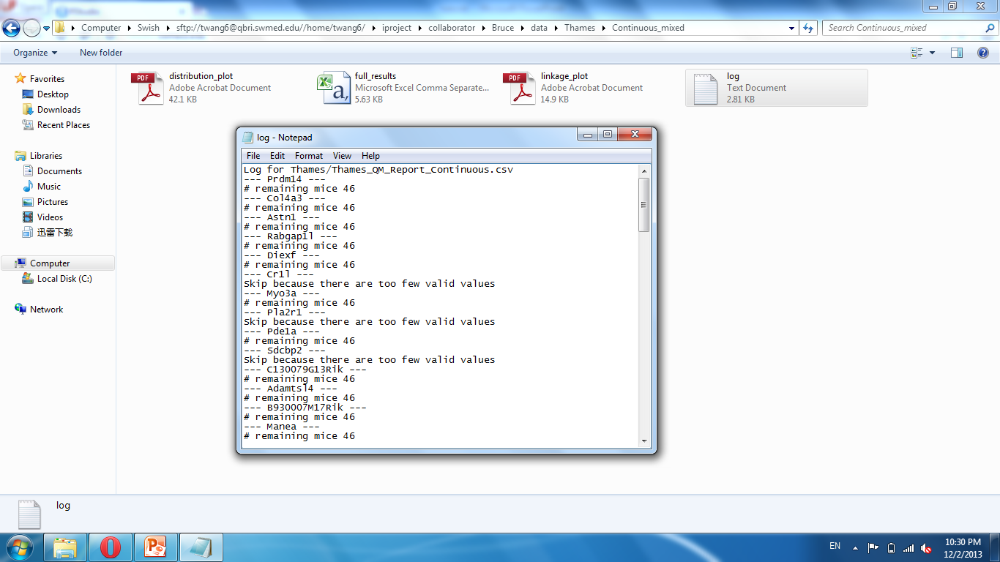 Computer
Swish
sftp://twang6@qbri.swmed.edu//home/twang6/
iproject
collaborator
Bruce
data
Thames
Continuous_mixed
Search Continuous_mixed
Organize
New folder
Favorites
Desktop
Downloads
Recent Places
Libraries
Documents
Music
Pictures
Videos
迅雷下载
Computer
Local Disk (C:)
Network
PDF
distribution_plot
Adobe Acrobat Document
42.1 KB
a,
full_results
Microsoft Excel Comma Separate...
5.63 KB
PDF
linkage_plot
Adobe Acrobat Document
14.9 KB
log
Text Document
2.81 KB
log - Notepad
File Edit Format View Help
Log for Thames/Thames_QM_Report_Continuous.csv
--- Prdm14 ---
# remaining mice 46
--- Col4a3 ---
# remaining mice 46
--- Astn1 ---
# remaining mice 46
--- Rabgap1l ---
# remaining mice 46
--- Diexf ---
# remaining mice 46
--- Cr1l ---
Skip because there are too few valid values
--- Myo3a ---
# remaining mice 46
--- Pla2r1 ---
Skip because there are too few valid values
--- Pde1a ---
# remaining mice 46
--- Sdcbp2 ---
Skip because there are too few valid values
--- C130079G13Rik ---
# remaining mice 46
--- Adamtsl4 ---
# remaining mice 46
--- B930007M17Rik ---
# remaining mice 46
--- Manea ---
# remaining mice 46
log
EN
10:30 PM
12/2/2013